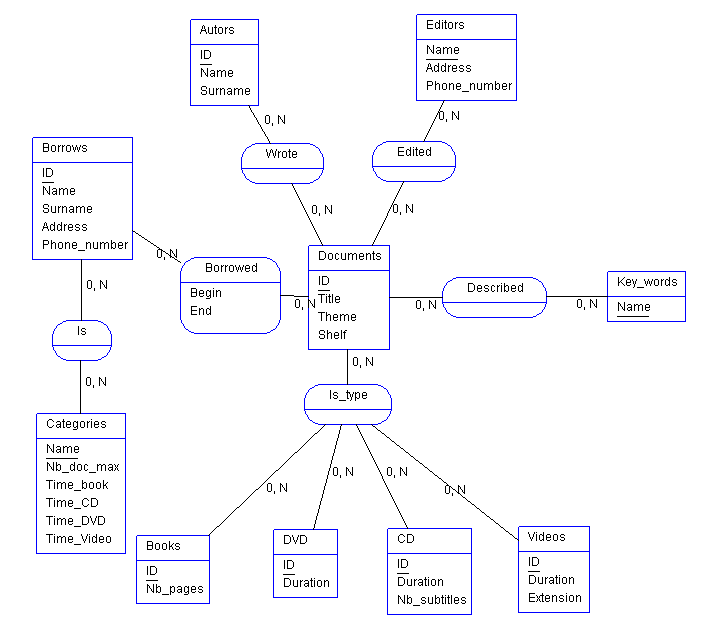 Autors
ID
Name
Surname
Editors
Name
Address
Phone_number
0, N
0, N
Wrote
Edited
Borrows
ID
Name
Surname
Address
Phone_number
0, N
0, N
0, N
Borrowed
Begin
End
0, N
Documents
ID
Title
Theme
Shelf
0, N
Described
0, N
Key_words
Name
0, N
Is
0, N
0, N
Is_type
Categories
Name
Nb_doc_max
Time_book
Time_CD
Time_DVD
Time_Video
0, N
0, N
0, N
0, N
Books
ID
Nb_pages
DVD
ID
Duration
CD
ID
Duration
Nb_subtitles
Videos
ID
Duration
Extension